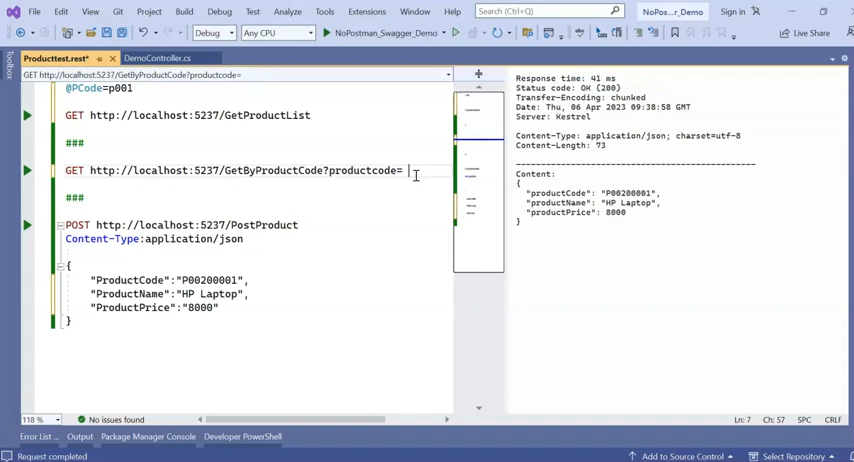 File Edit View Git Project Build Debug Test Analyze Tools Extensions Window Help Search (Ctrl+Q) NoPost...r_Demo Sign in
Debug Any CPU NoPostman_Swagger_Demo Live Share
Toolbox
Producttest.rest* DemoController.cs
GET http://localhost:5237/GetByProductCode?productcode=
@PCode=p001
GET http://localhost:5237/GetProductList
###
GET http://localhost:5237/GetByProductCode?productcode=
###
POST http://localhost:5237/PostProduct
Content-Type:application/json
{
"ProductCode":"P00200001",
"ProductName":"HP Laptop",
"ProductPrice":"8000"
}
Response time: 41 ms
Status code: OK (200)
Transfer-Encoding: chunked
Date: Thu, 06 Apr 2023 09:38:58 GMT
Server: Kestrel
Content-Type: application/json; charset=utf-8
Content-Length: 73
------------------------------------------------
Content:
{
"productCode": "P00200001",
"productName": "HP Laptop",
"productPrice": 8000
}
118 % No issues found Ln: 7 Ch: 57 SPC CRLF
Error List ... Output Package Manager Console Developer PowerShell
Request completed Add to Source Control Select Repository